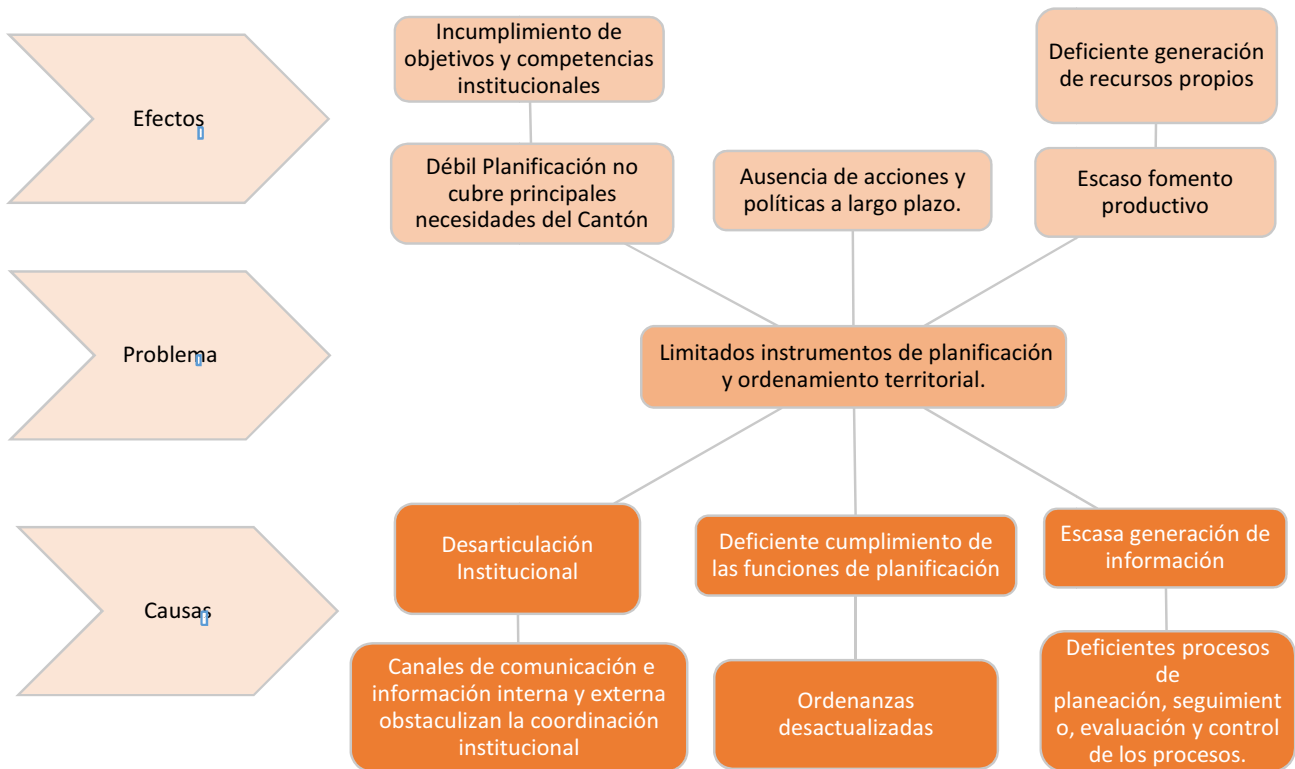 Efectos
Incumplimiento de
objetivos y competencias
institucionales
Deficiente generación
de recursos propios
Débil Planificación no
cubre principales
necesidades del Cantón
Ausencia de acciones y
políticas a largo plazo.
Escaso fomento
productivo
Problema
Limitados instrumentos de planificación
y ordenamiento territorial.
Causas
Desarticulación
Institucional
Deficiente cumplimiento de
las funciones de planificación
Escasa generación de
información
Canales de comunicación e
información interna y externa
obstaculizan la coordinación
institucional
Ordenanzas
desactualizadas
Deficientes procesos
de
planeación, seguimient
o, evaluación y control
de los procesos.